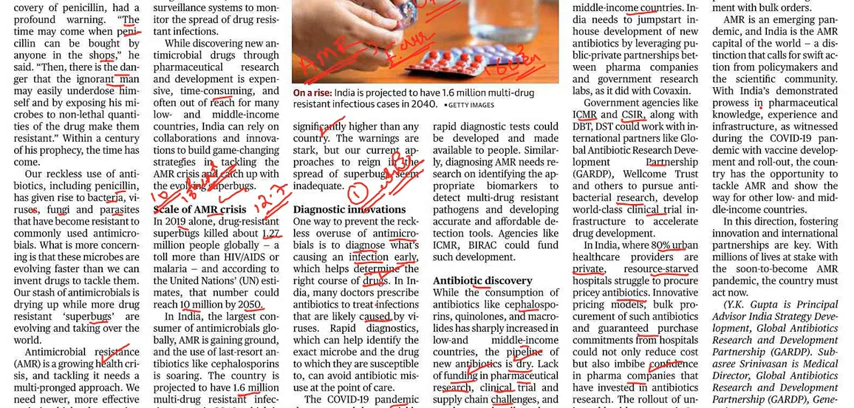 covery of penicillin, had a
profound warning. “The
time may come when peni-
cillin can be bought by
anyone in the shops,” he
said. “Then, there is the dan-
ger that the ignorant man
may easily underdose him-
self and by exposing his mi-
crobes to non-lethal quanti-
ties of the drug make them
resistant.” Within a century
of his prophecy, the time has
come.
Our reckless use of anti-
biotics, including penicillin,
has given rise to bacteria, vi-
ruses, fungi and parasites
that have become resistant to
commonly used antimicro-
bials. What is more concern-
ing is that these microbes are
evolving faster than we can
invent drugs to tackle them.
Our stash of antimicrobials is
drying up while more drug
resistant ‘superbugs’ are
evolving and taking over the
world.
Antimicrobial resistance
(AMR) is a growing health cri-
sis, and tackling it needs a
multi-pronged approach. We
need newer, more effective
surveillance systems to mon-
itor the spread of drug resis-
tant infections.
While discovering new an-
timicrobial drugs through
pharmaceutical research
and development is expen-
sive, time-consuming, and
often out of reach for many
low- and middle-income
countries, India can rely on
collaborations and innova-
tions to build game-changing
strategies in tackling the
AMR crisis and catch up with
the evolving superbugs.
Scale of AMR crisis
In 2019 alone, drug-resistant
superbugs killed about 1.27
million people globally – a
toll more than HIV/AIDS or
malaria – and according to
the United Nations’ (UN) esti-
mates, that number could
reach 10 million by 2050.
In India, the largest con-
sumer of antimicrobials glo-
bally, AMR is gaining ground,
and the use of last-resort an-
tibiotics like cephalosporins
is soaring. The country is
projected to have 1.6 million
multi-drug resistant infec-
AMR
On a rise: India is projected to have 1.6 million multi-drug
resistant infectious cases in 2040. • GETTY IMAGES
significantly higher than any
country. The warnings are
stark, but our current ap-
proaches to reign in the
spread of superbugs seem
inadequate.
Diagnostic innovations
One way to prevent the reck-
less overuse of antimicro-
bials is to diagnose what’s
causing an infection early,
which helps determine the
right course of drugs. In In-
dia, many doctors prescribe
antibiotics to treat infections
that are likely caused by vi-
ruses. Rapid diagnostics,
which can help identify the
exact microbe and the drug
to which they are susceptible
to, can avoid antibiotic mis-
use at the point of care.
The COVID-19 pandemic
rapid diagnostic tests could
be developed and made
available to people. Similar-
ly, diagnosing AMR needs re-
search on identifying the ap-
propriate biomarkers to
detect multi-drug resistant
pathogens and developing
accurate and affordable de-
tection tools. Agencies like
ICMR, BIRAC could fund
such development.
Antibiotic discovery
While the consumption of
antibiotics like cephalospo-
rins, quinolones, and macro-
lides has sharply increased in
low-and middle-income
countries, the pipeline of
new antibiotics is dry. Lack
of funding in pharmaceutical
research, clinical trial and
supply chain challenges, and
middle-income countries. In-
dia needs to jumpstart in-
house development of new
antibiotics by leveraging pu-
blic-private partnerships bet-
ween pharma companies
and government research
labs, as it did with Covaxin.
Government agencies like
ICMR and CSIR, along with
DBT, DST could work with in-
ternational partners like Glo-
bal Antibiotic Research Deve-
lopment Partnership
(GARDP), Wellcome Trust
and others to pursue anti-
bacterial research, develop
world-class clinical trial in-
frastructure to accelerate
drug development.
In India, where 80% urban
healthcare providers are
private, resource-starved
hospitals struggle to procure
pricey antibiotics. Innovative
pricing models, bulk pro-
curement of such antibiotics
and guaranteed purchase
commitments from hospitals
could not only reduce cost
but also imbibe confidence
in pharma companies that
have invested in antibiotics
research. The rollout of un-
ment with bulk orders.
AMR is an emerging pan-
demic, and India is the AMR
capital of the world – a dis-
tinction that calls for swift ac-
tion from policymakers and
the scientific community.
With India’s demonstrated
prowess in pharmaceutical
knowledge, experience and
infrastructure, as witnessed
during the COVID-19 pan-
demic with vaccine develop-
ment and roll-out, the coun-
try has the opportunity to
tackle AMR and show the
way for other low- and mid-
dle-income countries.
In this direction, fostering
innovation and international
partnerships are key. With
millions of lives at stake with
the soon-to-become AMR
pandemic, the country must
act now.
(Y.K. Gupta is Principal
Advisor India Strategy Deve-
lopment, Global Antibiotics
Research and Development
Partnership (GARDP). Sub-
asree Srinivasan is Medical
Director, Global Antibiotics
Research and Development
Partnership (GARDP), Gene-